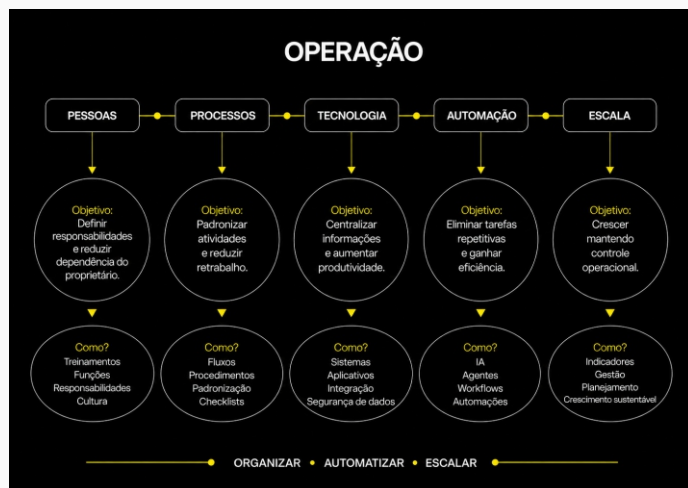 OPERAÇÃO
PESSOAS
PROCESSOS
TECNOLOGIA
AUTOMAÇÃO
ESCALA
Objetivo:
Definir
responsabilidades
e reduzir
dependência do
proprietário.
Objetivo:
Padronizar
atividades
e reduzir
retrabalho.
Objetivo:
Centralizar
informações
e aumentar
produtividade.
Objetivo:
Eliminar tarefas
repetitivas
e ganhar
eficiência.
Objetivo:
Crescer
mantendo
controle
operacional.
Como?
Treinamentos
Funções
Responsabilidades
Cultura
Como?
Fluxos
Procedimentos
Padronização
Checklists
Como?
Sistemas
Aplicativos
Integração
Segurança de dados
Como?
IA
Agentes
Workflows
Automações
Como?
Indicadores
Gestão
Planejamento
Crescimento sustentável
ORGANIZAR • AUTOMATIZAR • ESCALAR